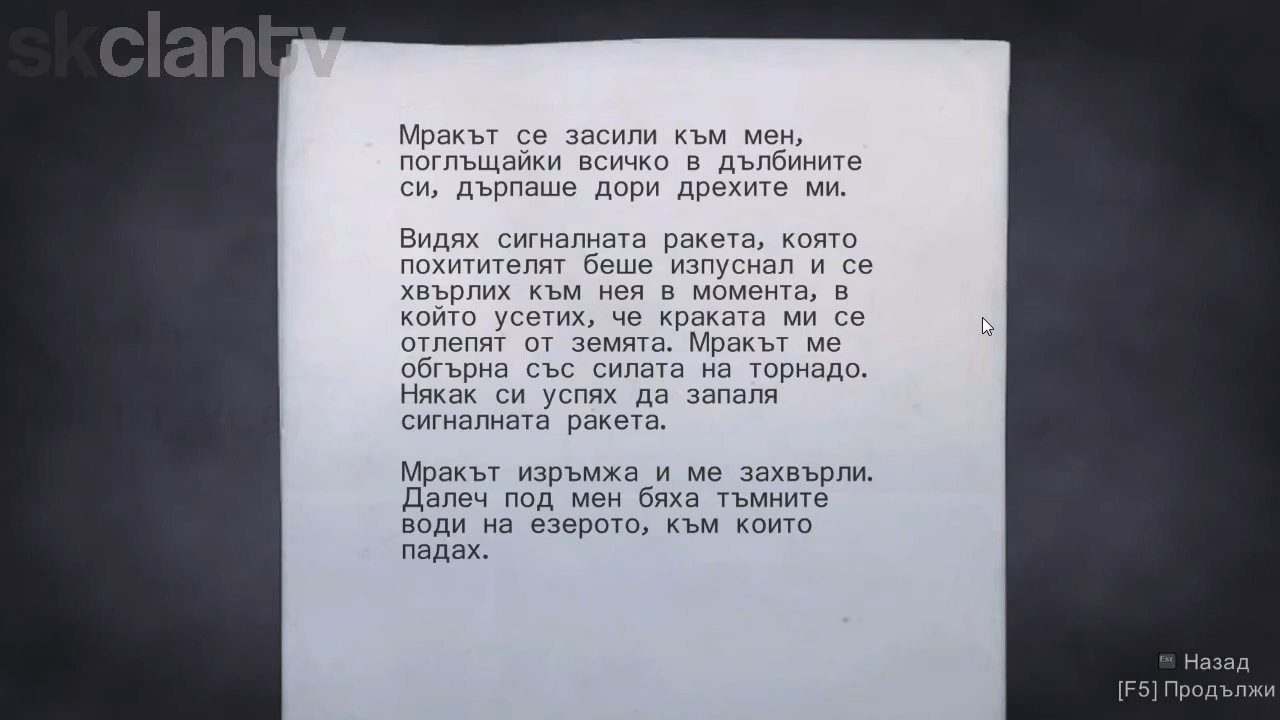 skclantv
Мракът се засили към мен,
поглъщайки всичко в дълбините
си, дърпаше дори дрехите ми.
Видях сигналната ракета, която
похитителят беше изпуснал и се
хвърлих към нея в момента, в
който усетих, че краката ми се
отлепят от земята. Мракът ме
обгърна със силата на торнадо.
Някак си успях да запаля
сигналната ракета.
Мракът изръмжа и ме захвърли.
Далеч под мен бяха тъмните
води на езерото, към които
падах.
Esc Назад
[F5] Продължи